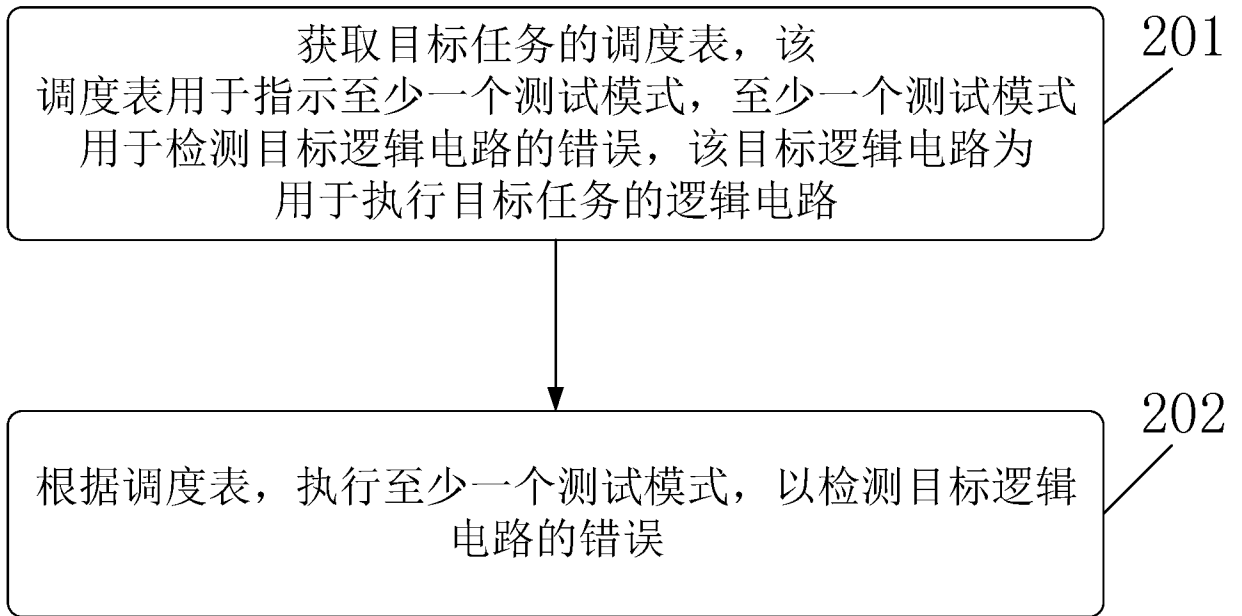 获取目标任务的调度表，该
调度表用于指示至少一个测试模式，至少一个测试模式
用于检测目标逻辑电路的错误，该目标逻辑电路为
用于执行目标任务的逻辑电路
201
根据调度表，执行至少一个测试模式，以检测目标逻辑
电路的错误
202